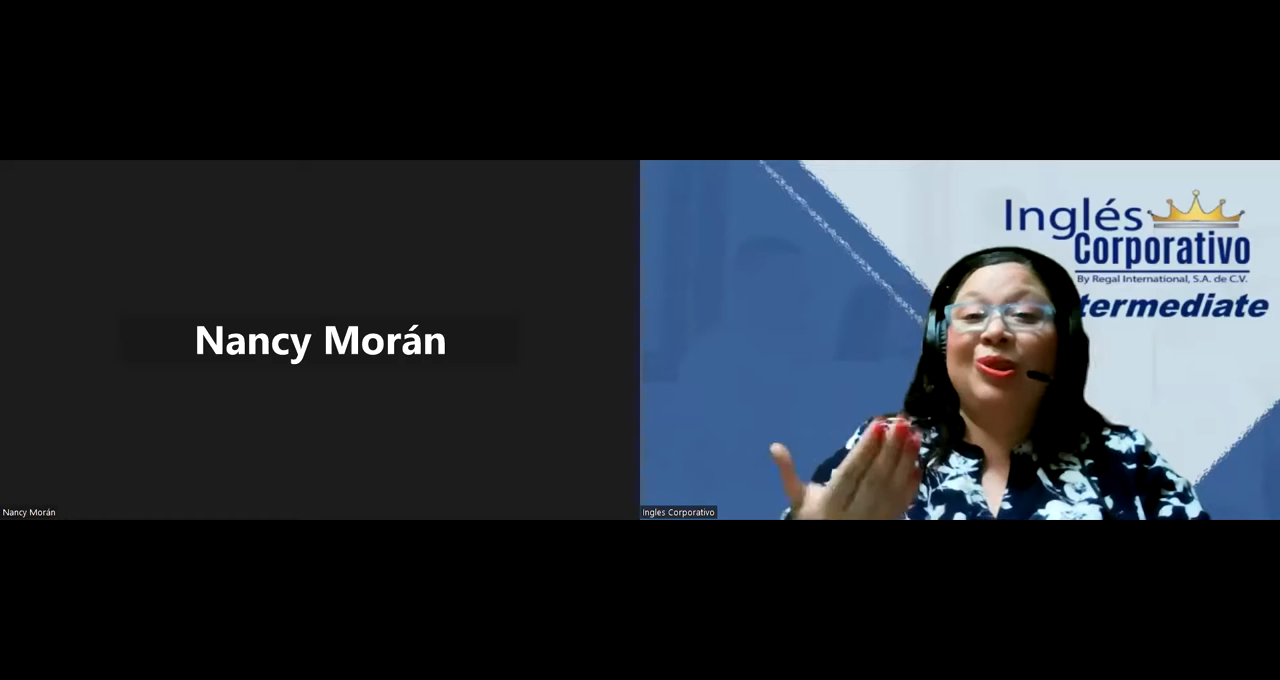 Nancy Morán
Nancy Morán
Inglés
Corporativo
By Regal International, S.A. de C.V.
termediate
Ingles Corporativo